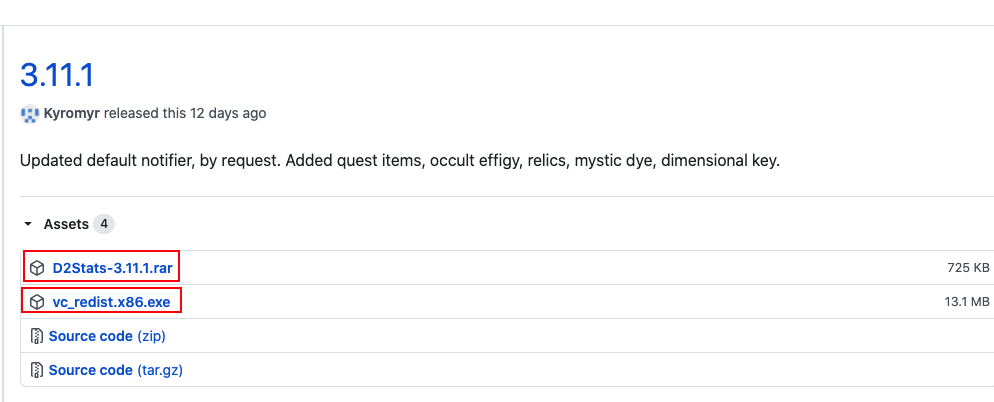 3.11.1
Kyromyr released this 12 days ago
Updated default notifier, by request. Added quest items, occult effigy, relics, mystic dye, dimensional key.
Assets 4
D2Stats-3.11.1.rar 725 KB
vc_redist.x86.exe 13.1 MB
Source code (zip)
Source code (tar.gz)